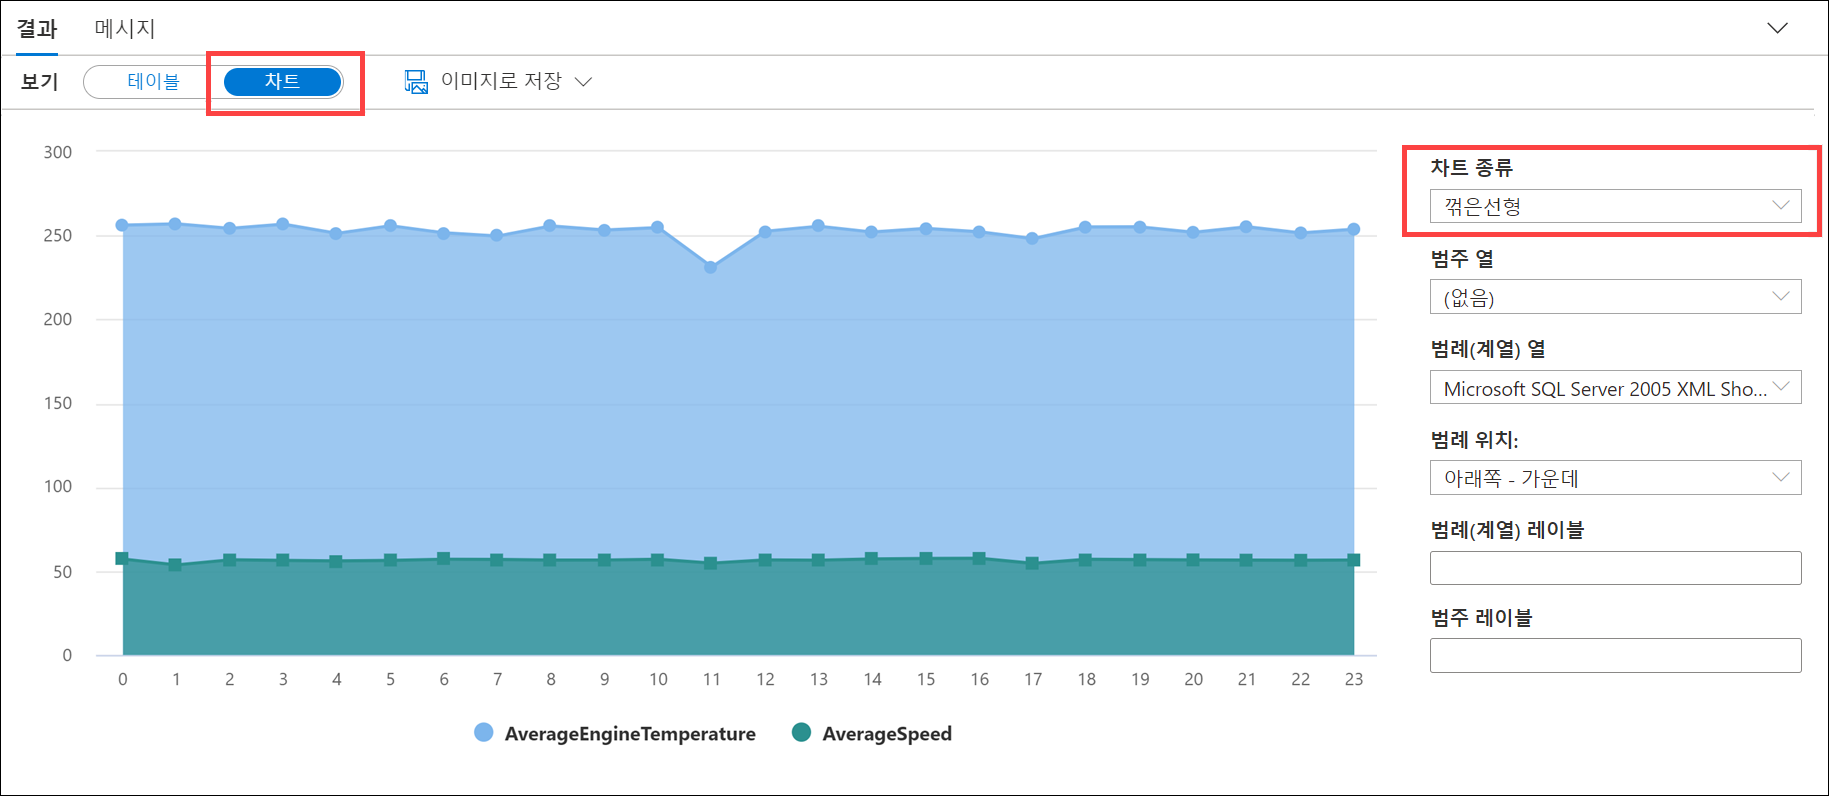 결과 메시지
보기 테이블 차트 이미지로 저장
300
250
200
150
100
50
0
0 1 2 3 4 5 6 7 8 9 10 11 12 13 14 15 16 17 18 19 20 21 22 23
AverageEngineTemperature AverageSpeed
차트 종류
꺾은선형
범주 열
(없음)
범례(계열) 열
Microsoft SQL Server 2005 XML Sho...
범례 위치:
아래쪽 - 가운데
범례(계열) 레이블
범주 레이블